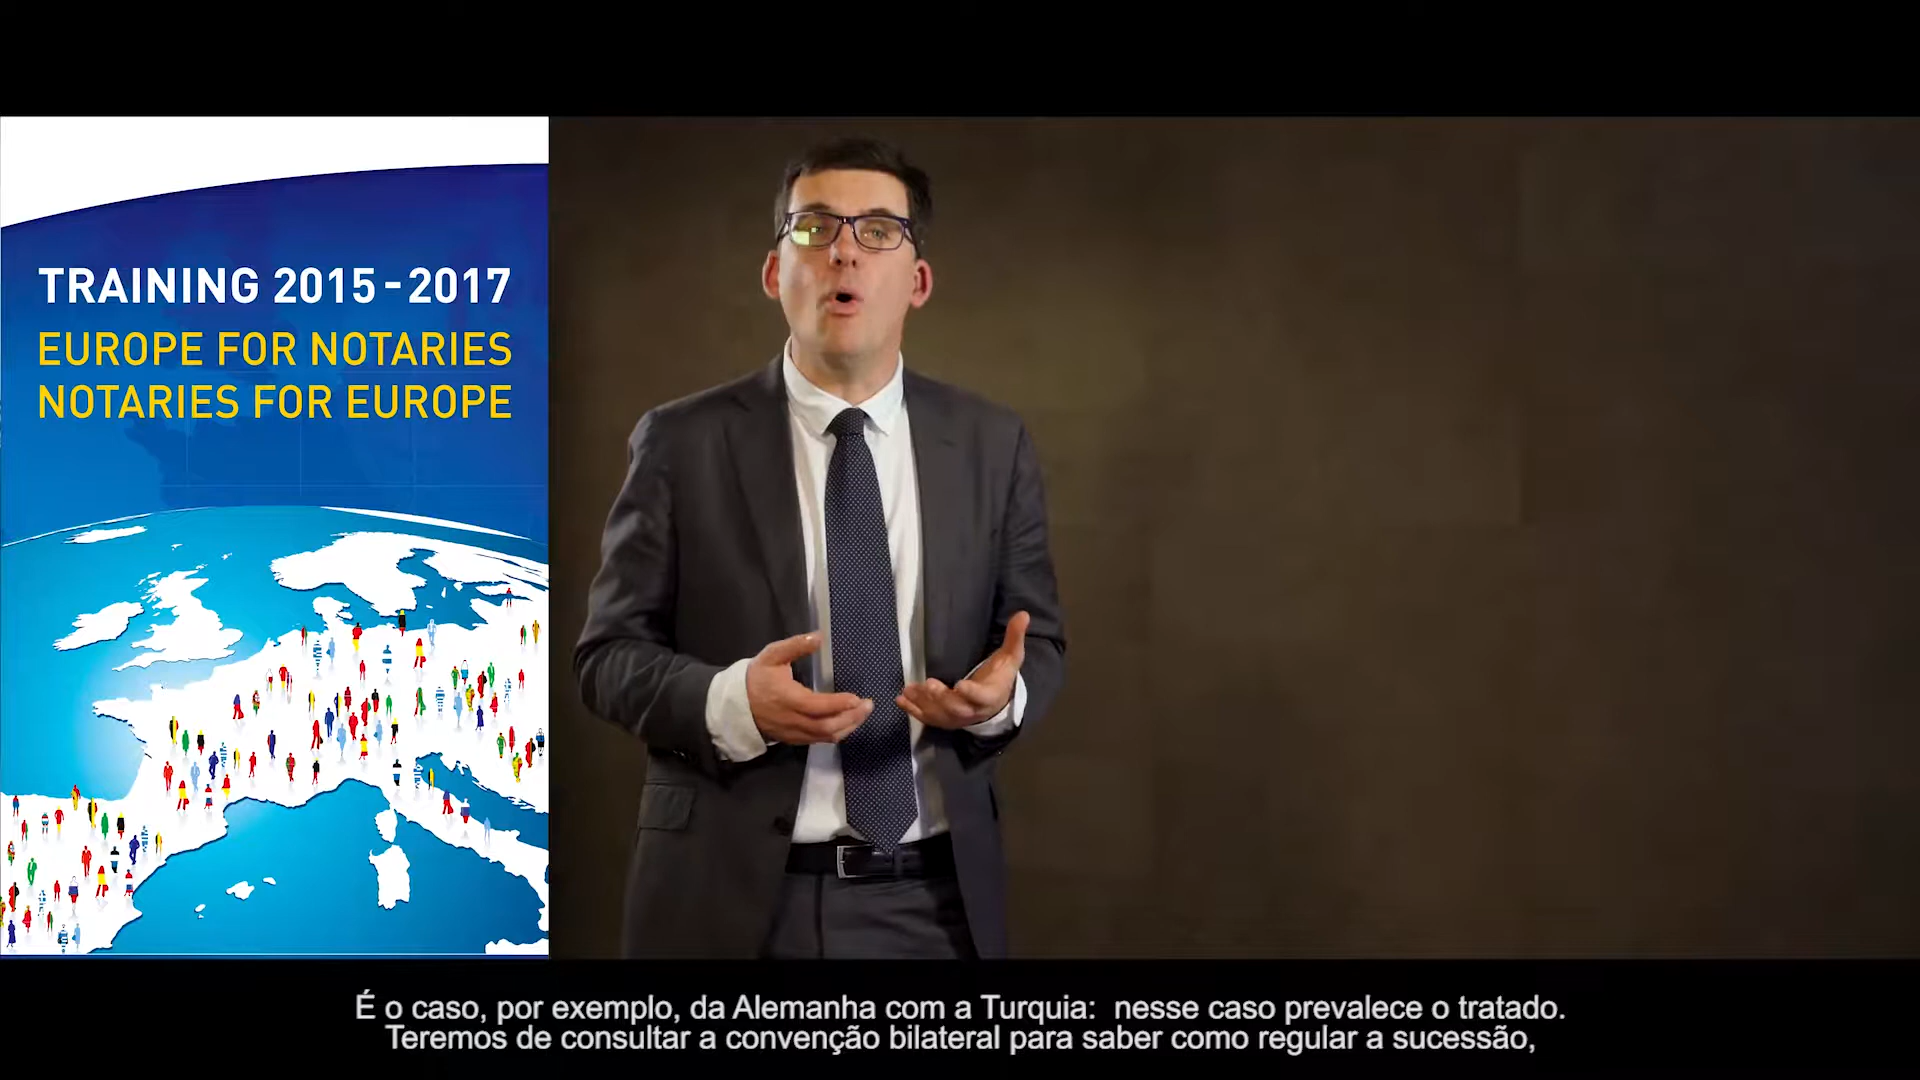 TRAINING 2015-2017
EUROPE FOR NOTARIES
NOTARIES FOR EUROPE
É o caso, por exemplo, da Alemanha com a Turquia: nesse caso prevalece o tratado.
Teremos de consultar a convenção bilateral para saber como regular a sucessão,